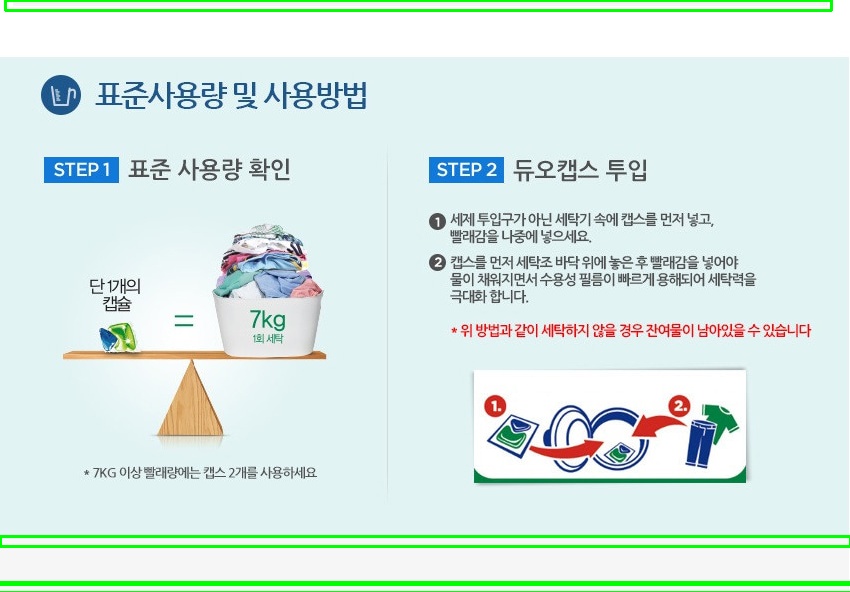 표준사용량 및 사용방법
STEP 1 표준 사용량 확인
단 1개의
캡슐
=
7kg
1회 세탁
* 7KG 이상 빨래량에는 캡스 2개를 사용하세요
STEP 2 듀오캡스 투입
1 세제 투입구가 아닌 세탁기 속에 캡스를 먼저 넣고,
빨래감을 나중에 넣으세요.
2 캡스를 먼저 세탁조 바닥 위에 놓은 후 빨래감을 넣어야
물이 채워지면서 수용성 필름이 빠르게 용해되어 세탁력을
극대화 합니다.
* 위 방법과 같이 세탁하지 않을 경우 잔여물이 남아있을 수 있습니다
1. 2.